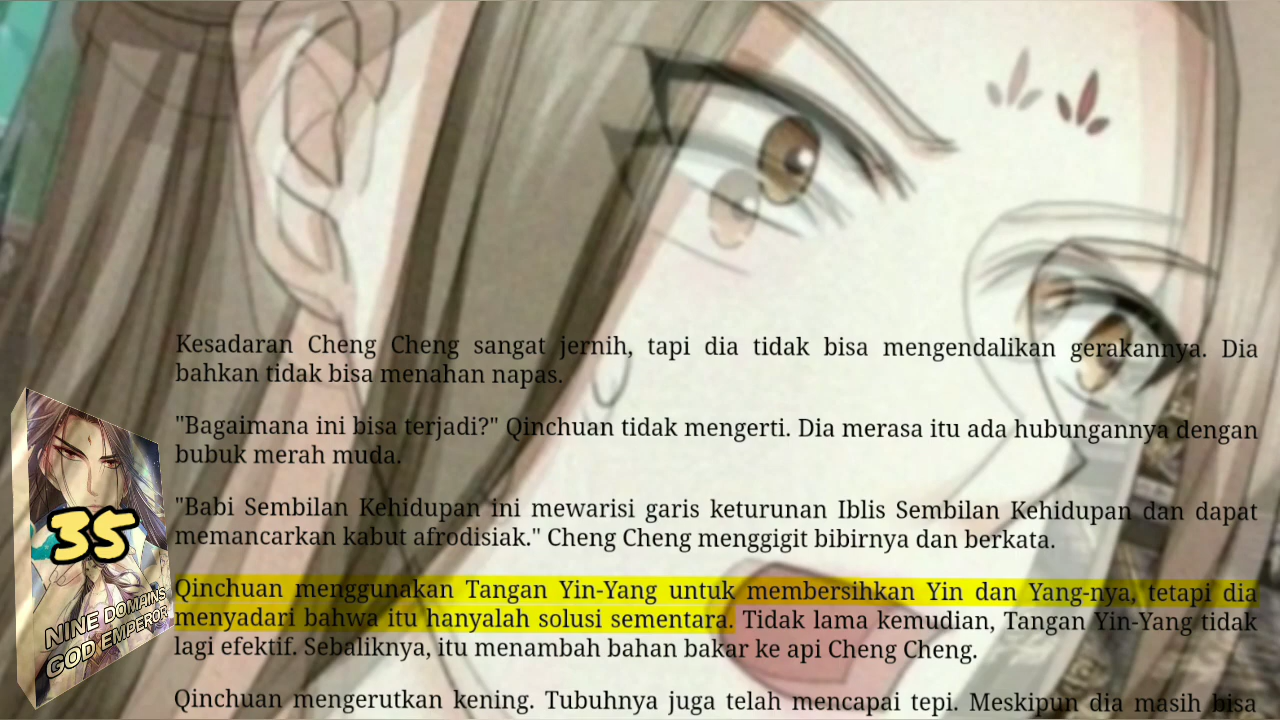 Kesadaran Cheng Cheng sangat jernih, tapi dia tidak bisa mengendalikan gerakannya. Dia
bahkan tidak bisa menahan napas.
"Bagaimana ini bisa terjadi?" Qinchuan tidak mengerti. Dia merasa itu ada hubungannya dengan
bubuk merah muda.
"Babi Sembilan Kehidupan ini mewarisi garis keturunan Iblis Sembilan Kehidupan dan dapat
memancarkan kabut afrodisiak." Cheng Cheng menggigit bibirnya dan berkata.
Qinchuan menggunakan Tangan Yin-Yang untuk membersihkan Yin dan Yang-nya, tetapi dia
menyadari bahwa itu hanyalah solusi sementara. Tidak lama kemudian, Tangan Yin-Yang tidak
lagi efektif. Sebaliknya, itu menambah bahan bakar ke api Cheng Cheng.
Qinchuan mengerutkan kening. Tubuhnya juga telah mencapai tepi. Meskipun dia masih bisa
35
NINE DOMAINS
GOD EMPEROR